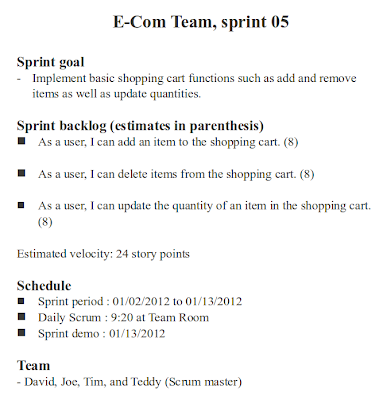 E-Com Team, sprint 05
Sprint goal
- Implement basic shopping cart functions such as add and remove
items as well as update quantities.
Sprint backlog (estimates in parenthesis)
■ As a user, I can add an item to the shopping cart. (8)
■ As a user, I can delete items from the shopping cart. (8)
■ As a user, I can update the quantity of an item in the shopping cart.
(8)
Estimated velocity: 24 story points
Schedule
■ Sprint period : 01/02/2012 to 01/13/2012
■ Daily Scrum : 9:20 at Team Room
■ Sprint demo : 01/13/2012
Team
- David, Joe, Tim, and Teddy (Scrum master)